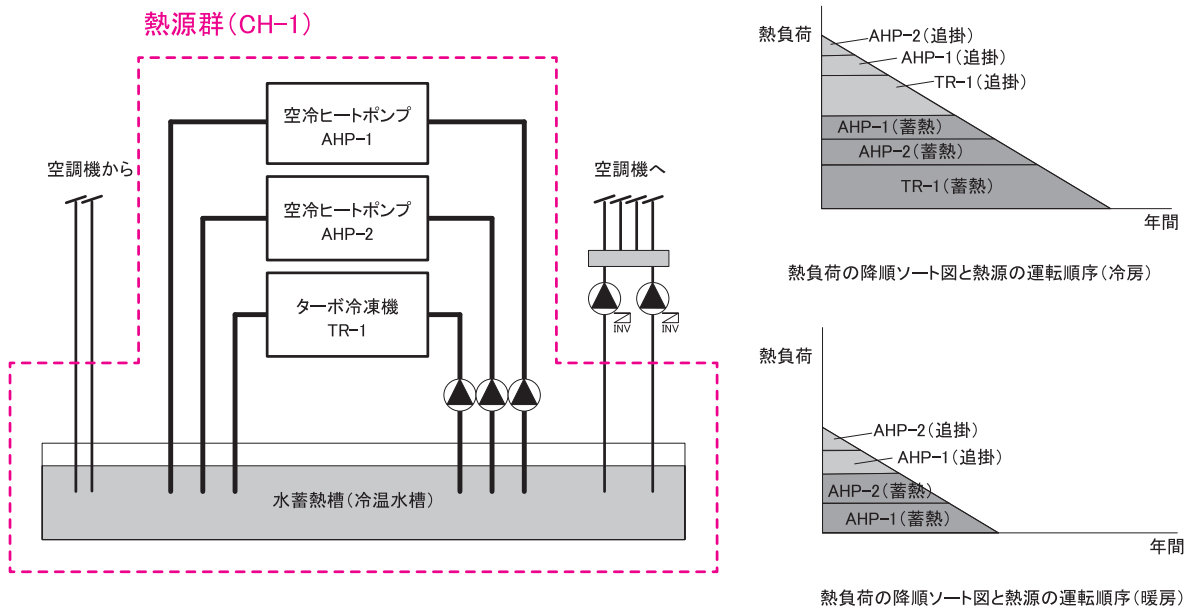 熱源群(CH-1)
空冷ヒートポンプ
AHP-1
空調機から
空調機へ
空冷ヒートポンプ
AHP-2
ターボ冷凍機
TR-1
INV
INV
水蓄熱槽(冷温水槽)
熱負荷
AHP-2(追掛)
AHP-1(追掛)
TR-1(追掛)
AHP-1(蓄熱)
AHP-2(蓄熱)
TR-1(蓄熱)
年間
熱負荷の降順ソート図と熱源の運転順序(冷房)
熱負荷
AHP-2(追掛)
AHP-1(追掛)
AHP-2(蓄熱)
AHP-1(蓄熱)
年間
熱負荷の降順ソート図と熱源の運転順序(暖房)